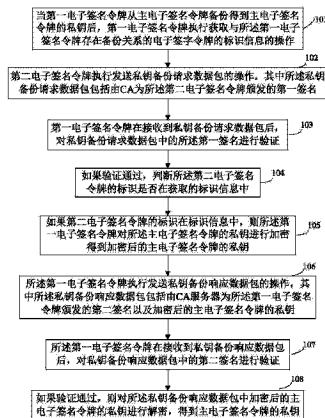 当第一电子签名令牌从主电子签名令牌备份得到主电子签名
令牌的私钥后，第一电子签名令牌执行获取与所述第一电子
签名令牌存在备份关系的电子签字令牌的标识信息的操作
101
102
第二电子签名令牌执行发送私钥备份请求数据包的操作。其中所述私钥
备份请求数据包包括由CA为所述第二电子签名令牌颁发的第一签名
103
第一电子签名令牌在接收到私钥备份请求数据包后，
对私钥备份请求数据包中的所述第一签名进行验证
104
如果验证通过，判断所述第二电子签名
令牌的标识是否在获取的标识信息中
105
如果第二电子签名令牌的标识在标识信息中，则所述第
一电子签名令牌对所述主电子签名令牌的私钥进行加密
得到加密后的主电子签名令牌的私钥
106
所述第一电子签名令牌执行发送私钥备份响应数据包的操作。其
中所述私钥备份响应数据包包括由CA服务器为所述第一电子签名
令牌颁发的第二签名以及加密后的主电子签名令牌的私钥
107
所述第一电子签名令牌在接收到私钥备份响应数据包
后，对私钥备份响应数据包中的第二签名进行验证
108
如果验证通过，则对所述私钥备份响应数据包中加密后的主
电子签名令牌的私钥进行解密，得到主电子签名令牌的私钥